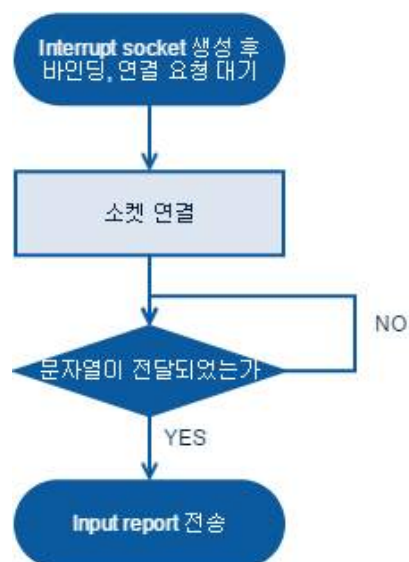 Interrupt socket 생성 후
바인딩, 연결 요청 대기
소켓 연결
NO
문자열이 전달되었는가
YES
Input report 전송